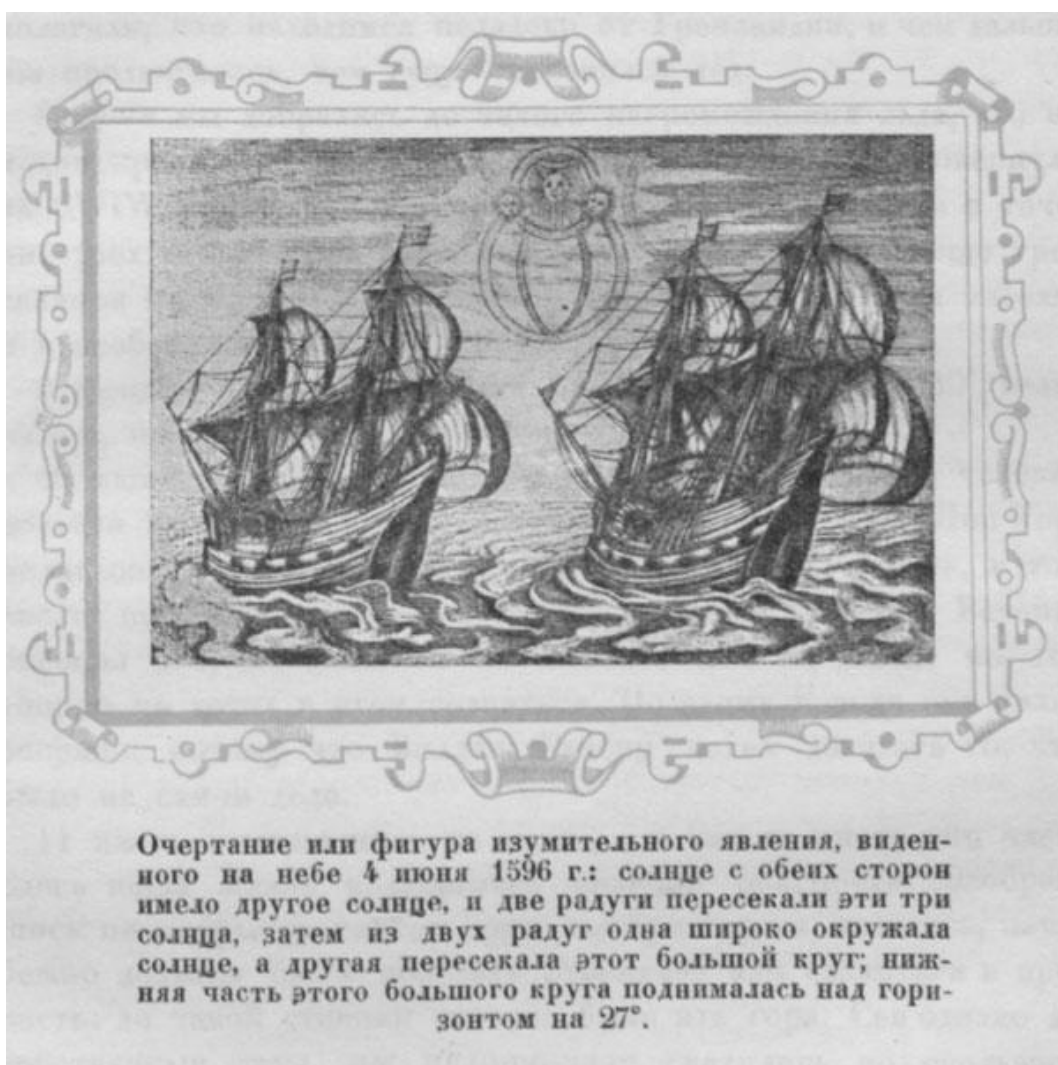 Очертание или фигура изумительного явления, виден-
ного на небе 4 июня 1596 г.: солнце с обеих сторон
имело другое солнце, и две радуги пересекали эти три
солнца, затем из двух радуг одна широко окружала
солнце, а другая пересекала этот большой круг; ниж-
няя часть этого большого круга поднималась над гори-
зонтом на 27°.